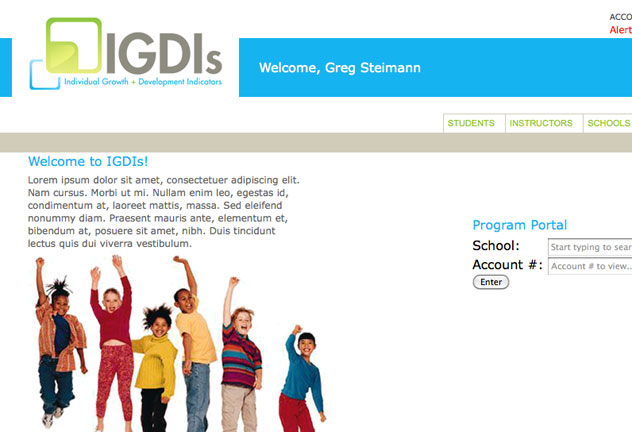 ACCO
Alert
IGDIs
Individual Growth + Development Indicators
Welcome, Greg Steimann
STUDENTS
INSTRUCTORS
SCHOOLS
Welcome to IGDIs!
Lorem ipsum dolor sit amet, consectetuer adipiscing elit.
Nam cursus. Morbi ut mi. Nullam enim leo, egestas id,
condimentum at, laoreet mattis, massa. Sed eleifend
nonummy diam. Praesent mauris ante, elementum et,
bibendum at, posuere sit amet, nibh. Duis tincidunt
lectus quis dui viverra vestibulum.
Program Portal
School: Start typing to sear
Account #: Account # to view...
Enter